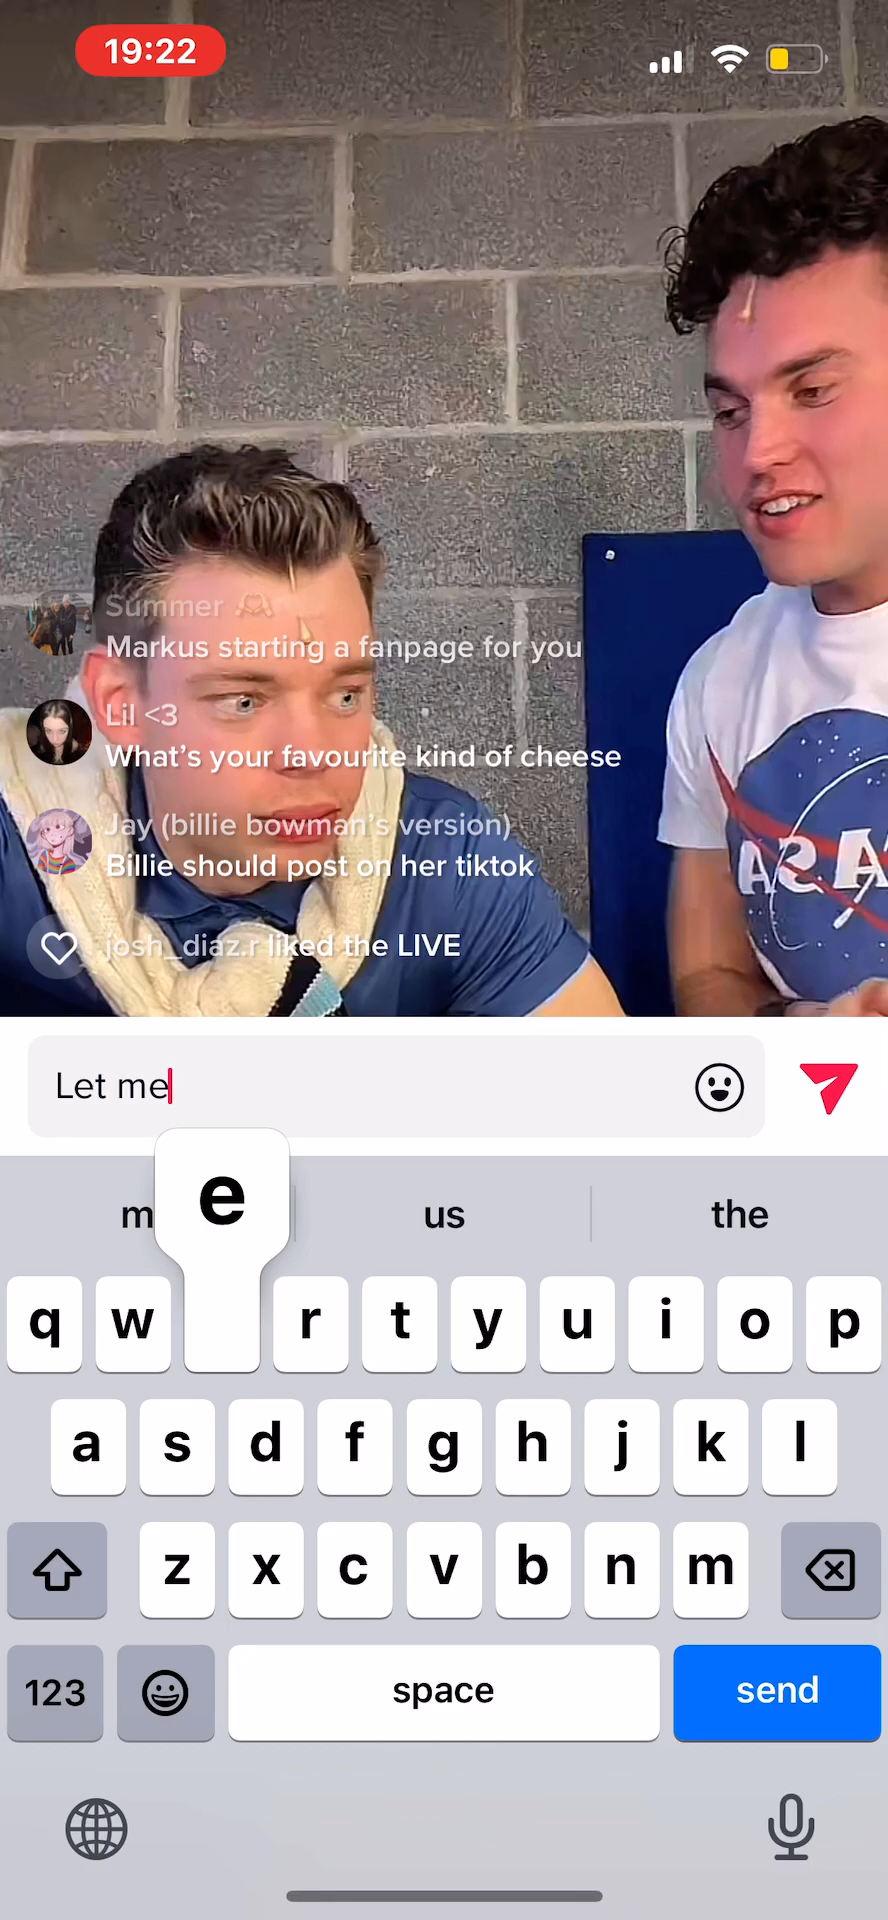 19:22
Summer
Markus starting a fanpage for you
Lil <3
What's your favourite kind of cheese
Jay (billie bowman's version)
Billie should post on her tiktok
josh_diaz.r liked the LIVE
Let me
e
us
the
q w r t y u i o p
a s d f g h j k l
z x c v b n m
123
space
send